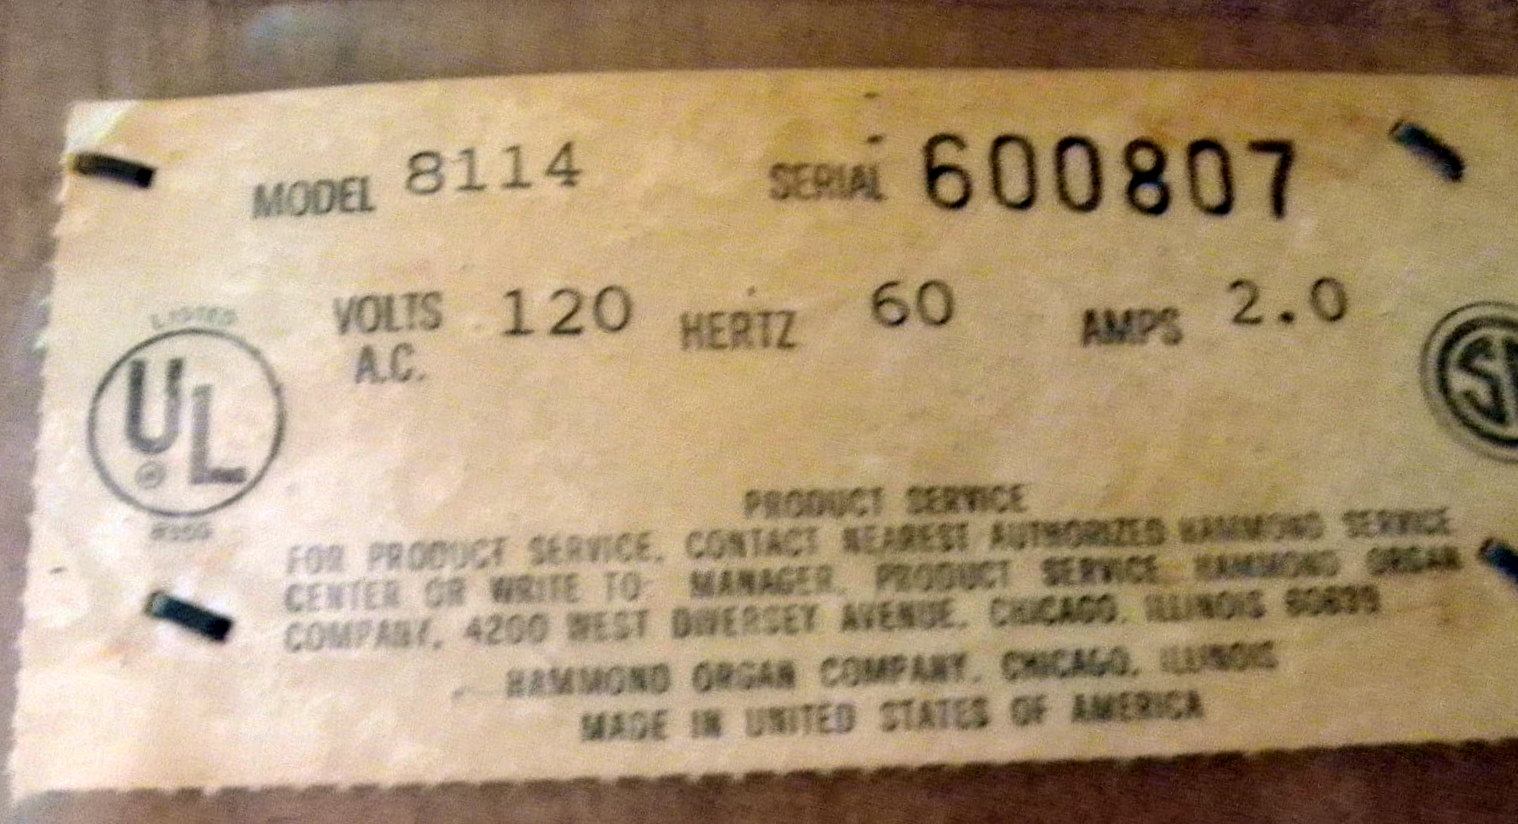 MODEL 8114 SERIAL 600807
LISTED
VOLTS 120 HERTZ 60 AMPS 2.0
A.C.
UL
PRODUCT SERVICE
FOR PRODUCT SERVICE, CONTACT NEAREST AUTHORIZED HAMMOND SERVICE
CENTER OR WRITE TO: MANAGER, PRODUCT SERVICE, HAMMOND ORGAN
COMPANY, 4200 WEST DIVERSEY AVENUE, CHICAGO, ILLINOIS 60639
HAMMOND ORGAN COMPANY, CHICAGO, ILLINOIS
MADE IN UNITED STATES OF AMERICA